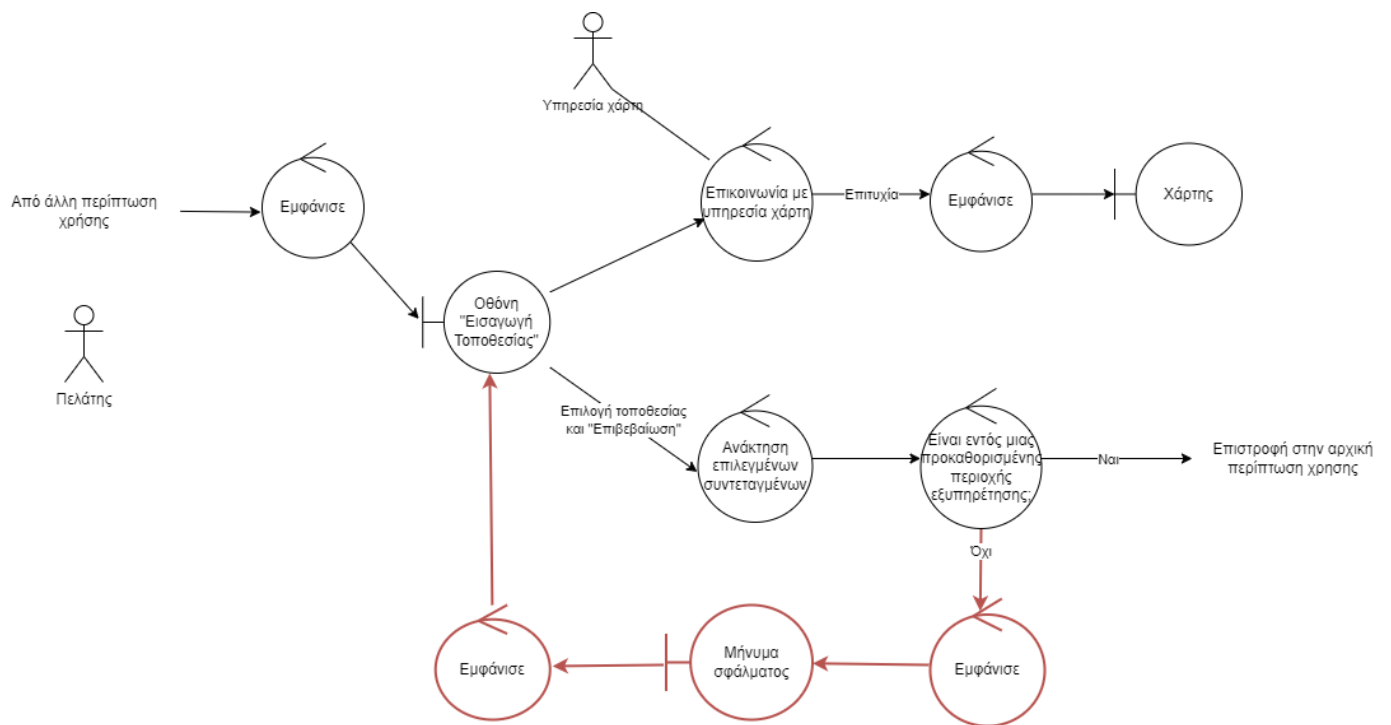 Υπηρεσία χάρτη
Από άλλη περίπτωση
χρήσης
Εμφάνισε
Επικοινωνία με
υπηρεσία χάρτη
Επιτυχία
Εμφάνισε
Χάρτης
Οθόνη
"Εισαγωγή
Τοποθεσίας"
Πελάτης
Επιλογή τοποθεσίας
και "Επιβεβαίωση"
Ανάκτηση
επιλεγμένων
συντεταγμένων
Είναι εντός μιας
προκαθορισμένης
περιοχής
εξυπηρέτησης;
Ναι
Επιστροφή στην αρχική
περίπτωση χρησης
Όχι
Εμφάνισε
Μήνυμα
σφάλματος
Εμφάνισε